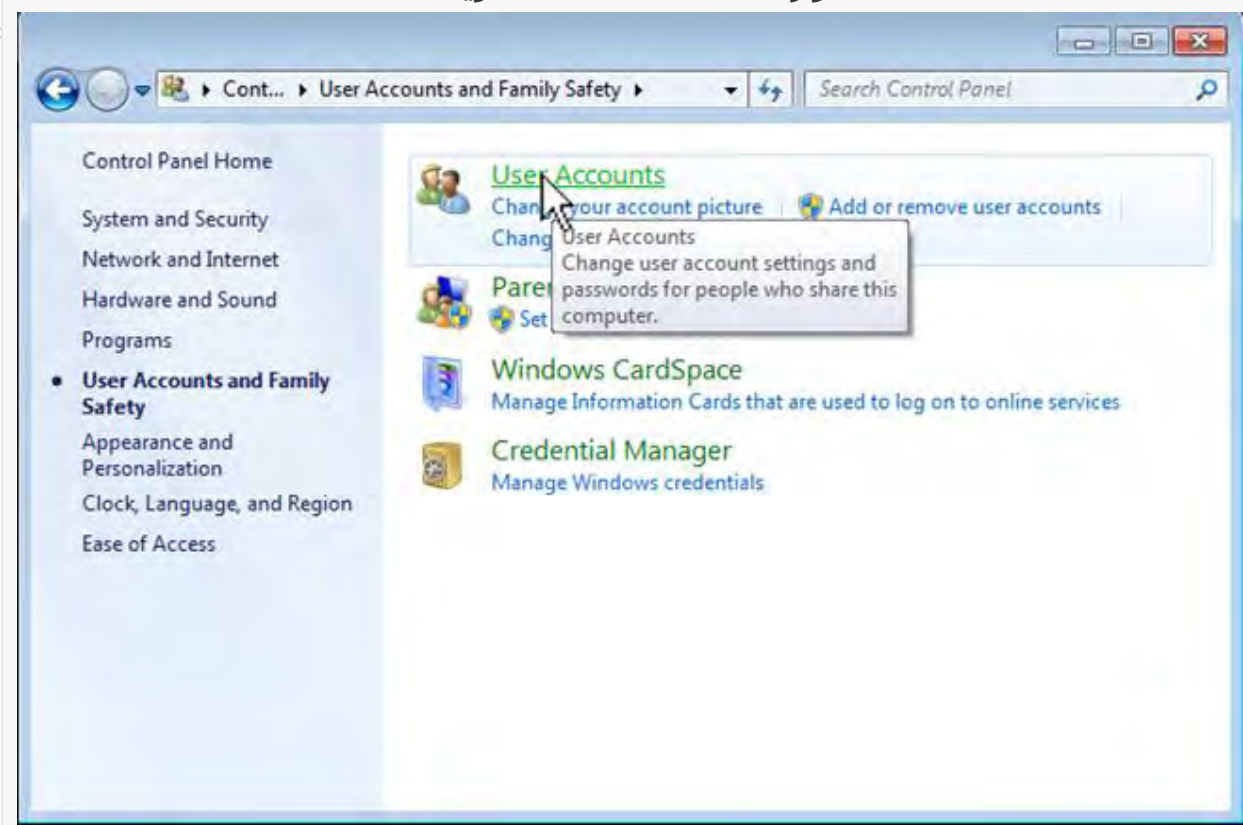 Cont... User Accounts and Family Safety
Search Control Panel
Control Panel Home
System and Security
Network and Internet
Hardware and Sound
Programs
User Accounts and Family
Safety
Appearance and
Personalization
Clock, Language, and Region
Ease of Access
User Accounts
Change your account picture
Add or remove user accounts
Chang
User Accounts
Change user account settings and
passwords for people who share this
computer.
Paren
Set
Windows CardSpace
Manage Information Cards that are used to log on to online services
Credential Manager
Manage Windows credentials